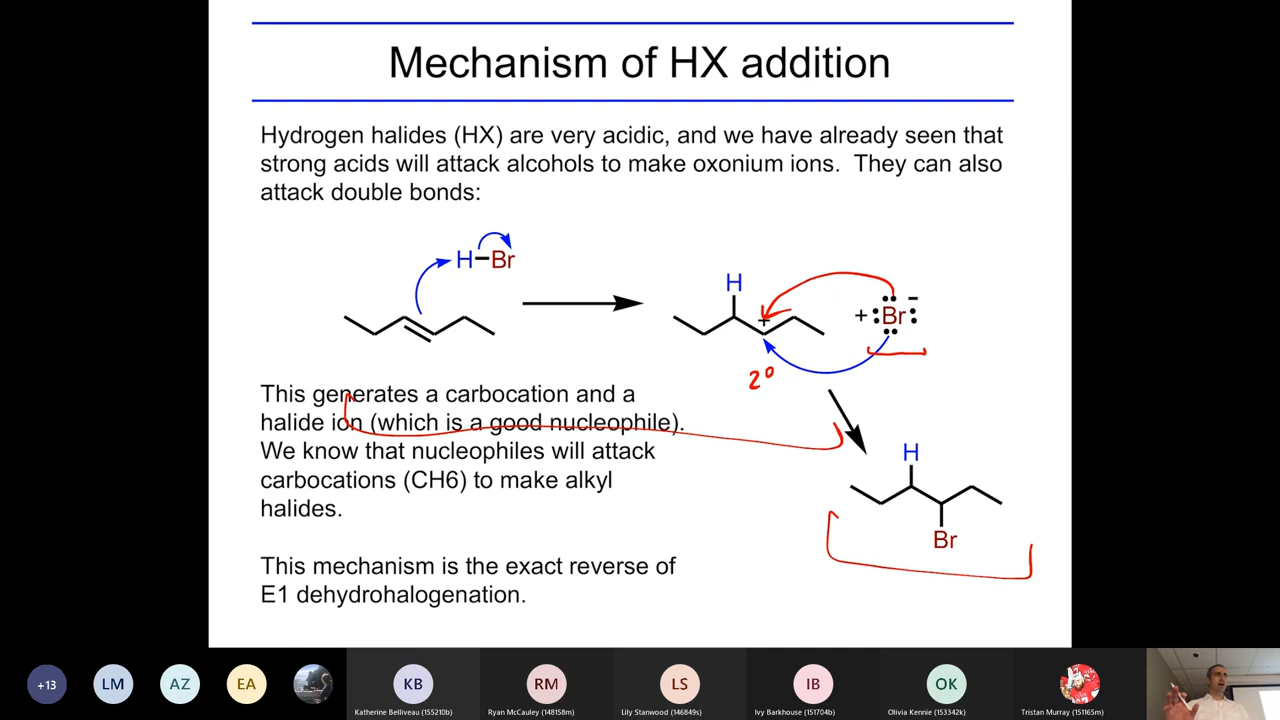 Mechanism of HX addition
Hydrogen halides (HX) are very acidic, and we have already seen that
strong acids will attack alcohols to make oxonium ions. They can also
attack double bonds:
H–Br
H
+
+ :Br: –
2°
This generates a carbocation and a
halide ion (which is a good nucleophile).
We know that nucleophiles will attack
carbocations (CH6) to make alkyl
halides.
H
Br
This mechanism is the exact reverse of
E1 dehydrohalogenation.
+13
LM
AZ
EA
KB
RM
LS
IB
OK
Katherine Belliveau (155210b)
Ryan McCauley (148158m)
Lily Stanwood (146849s)
Ivy Barkhouse (151704b)
Olivia Kennie (153342k)
Tristan Murray (151165m)